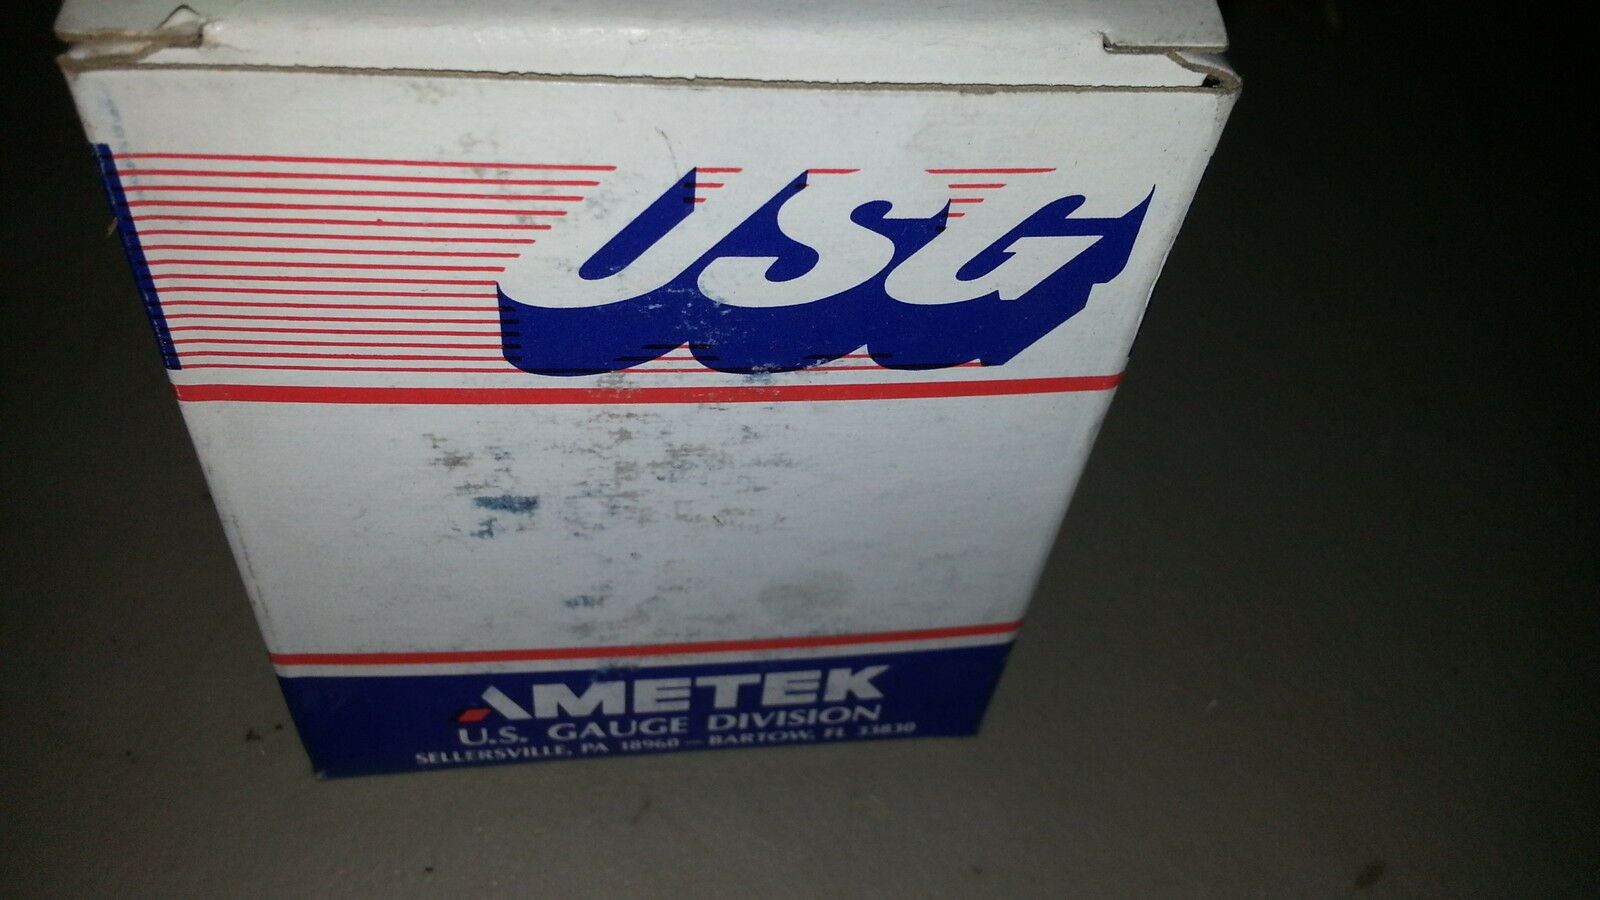 USG
AMETEK
U.S. GAUGE DIVISION
SELLERSVILLE, PA 18960 — BARTOW, FL 33830